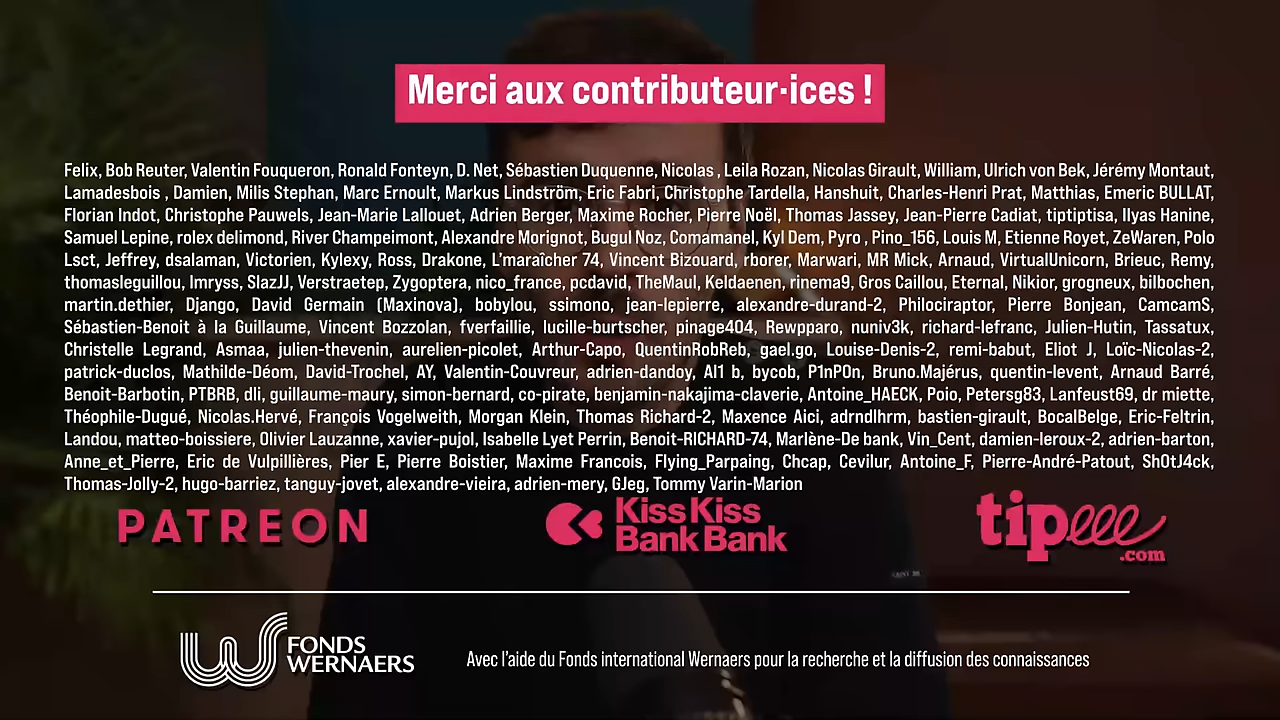 Merci aux contributeur·ices !
Felix, Bob Reuter, Valentin Fouqueron, Ronald Fonteyn, D. Net, Sébastien Duquenne, Nicolas , Leila Rozan, Nicolas Girault, William, Ulrich von Bek, Jérémy Montaut,
Lamadesbois , Damien, Milis Stephan, Marc Ernoult, Markus Lindström, Eric Fabri, Christophe Tardella, Hanshuit, Charles-Henri Prat, Matthias, Emeric BULLAT,
Florian Indot, Christophe Pauwels, Jean-Marie Lallouet, Adrien Berger, Maxime Rocher, Pierre Noël, Thomas Jassey, Jean-Pierre Cadiat, tiptiptisa, Ilyas Hanine,
Samuel Lepine, rolex delimond, River Champeimont, Alexandre Morignot, Bugul Noz, Comamanel, Kyl Dem, Pyro , Pino_156, Louis M, Etienne Royet, ZeWaren, Polo
Lsct, Jeffrey, dsalaman, Victorien, Kylexy, Ross, Drakone, L'maraîcher 74, Vincent Bizouard, rborer, Marwari, MR Mick, Arnaud, VirtualUnicorn, Brieuc, Remy,
thomasleguillou, Imryss, SlazJJ, Verstraetep, Zygoptera, nico_france, pcdavid, TheMaul, Keldaenen, rinema9, Gros Caillou, Eternal, Nikior, grogneux, bilbochen,
martin.dethier, Django, David Germain (Maxinova), bobylou, ssimono, jean-lepierre, alexandre-durand-2, Philociraptor, Pierre Bonjean, CamcamS,
Sébastien-Benoit à la Guillaume, Vincent Bozzolan, fverfaillie, lucille-burtscher, pinage404, Rewpparo, nuniv3k, richard-lefranc, Julien-Hutin, Tassatux,
Christelle Legrand, Asmaa, julien-thevenin, aurelien-picolet, Arthur-Capo, QuentinRobReb, gael.go, Louise-Denis-2, remi-babut, Eliot J, Loïc-Nicolas-2,
patrick-duclos, Mathilde-Déom, David-Trochel, AY, Valentin-Couvreur, adrien-dandoy, Al1 b, bycob, P1nP0n, Bruno.Majérus, quentin-levent, Arnaud Barré,
Benoit-Barbotin, PTBRB, dli, guillaume-maury, simon-bernard, co-pirate, benjamin-nakajima-claverie, Antoine_HAECK, Poio, Petersg83, Lanfeust69, dr miette,
Théophile-Dugué, Nicolas.Hervé, François Vogelweith, Morgan Klein, Thomas Richard-2, Maxence Aici, adrndlhrm, bastien-girault, BocalBelge, Eric-Feltrin,
Landou, matteo-boissiere, Olivier Lauzanne, xavier-pujol, Isabelle Lyet Perrin, Benoit-RICHARD-74, Marlène-De bank, Vin_Cent, damien-leroux-2, adrien-barton,
Anne_et_Pierre, Eric de Vulpillières, Pier E, Pierre Boistier, Maxime Francois, Flying_Parpaing, Chcap, Cevilur, Antoine_F, Pierre-André-Patout, Sh0tJ4ck,
Thomas-Jolly-2, hugo-barriez, tanguy-jovet, alexandre-vieira, adrien-mery, GJeg, Tommy Varin-Marion
PATREON
KissKiss
BankBank
tipeee
.com
FONDS
WERNAERS
Avec l'aide du Fonds international Wernaers pour la recherche et la diffusion des connaissances